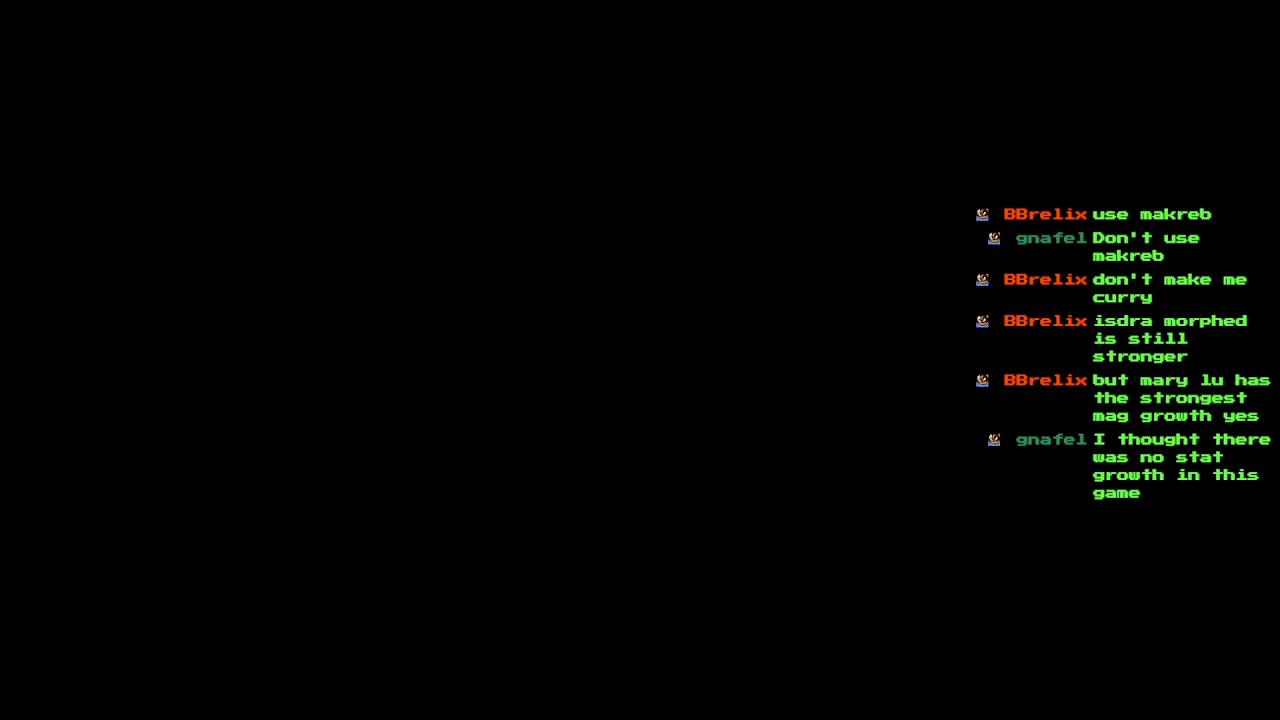 BBrelix use makreb
gnafel Don't use
makreb
BBrelix don't make me
curry
BBrelix isdra morphed
is still
stronger
BBrelix but mary lu has
the strongest
mag growth yes
gnafel I thought there
was no stat
growth in this
game